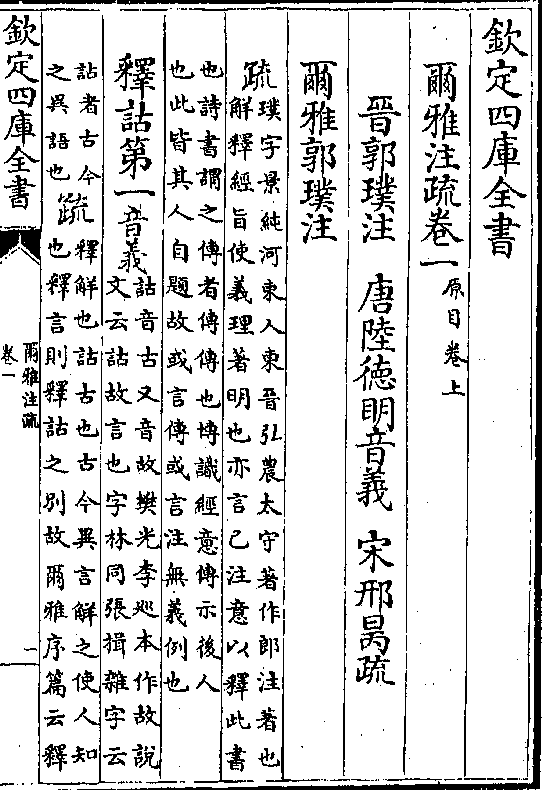 欽定四庫全書
爾雅注疏卷一 原目卷上
晉郭璞注 唐陸德明音義 宋邢昺疏
爾雅郭璞注
疏 璞字景純河東人東晉弘農太守著作郎注著也
解釋經旨使義理著明也亦言己注意以釋此書
也詩書謂之傳者傳傳也博識經意傳示後人
也此皆其人自題故或言傳或言注無義例也
釋詁第一 音義 詁音古又音故樊光李廵本作故說
文云詁故言也字林同張揖雜字云
詁者古今
之異語也 疏 釋解也詁古也古今異言解之使人知
也釋言則釋詁之别故爾雅序篇云釋
欽定四庫全書
爾雅注疏
卷一
一